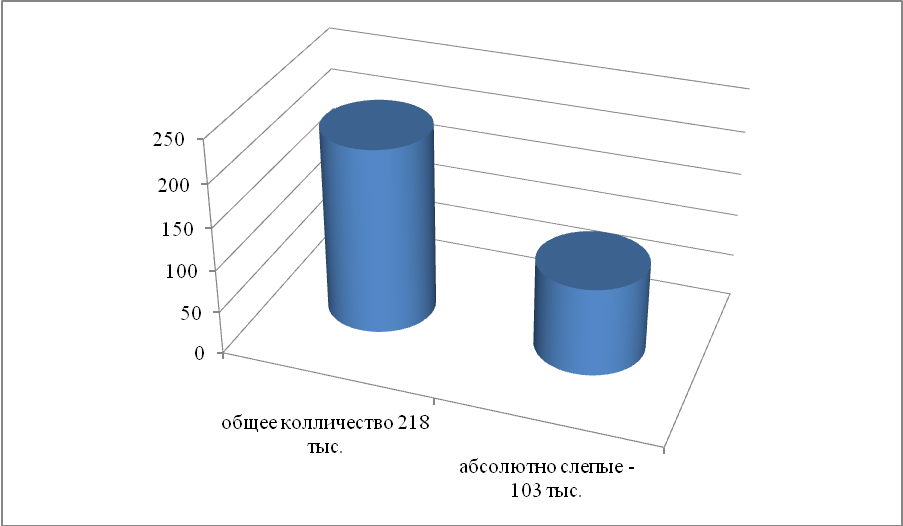 250
200
150
100
50
0
общее колличество 218
тыс.
абсолютно слепые -
103 тыс.